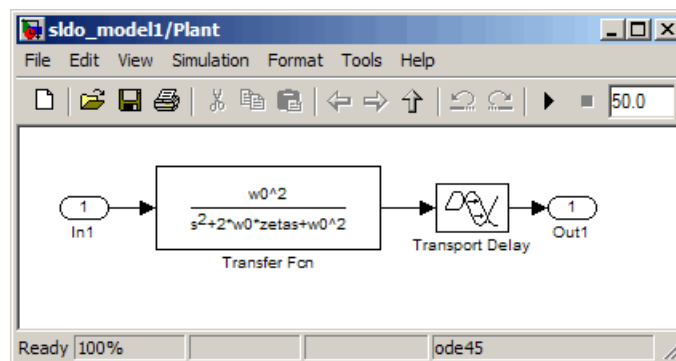 sldo_model1/Plant
File Edit View Simulation Format Tools Help
50.0
w0^2
s2+2*w0*zetas+w0^2
1
1
In1
Transfer Fcn
Transport Delay
Out1
Ready 100% ode45